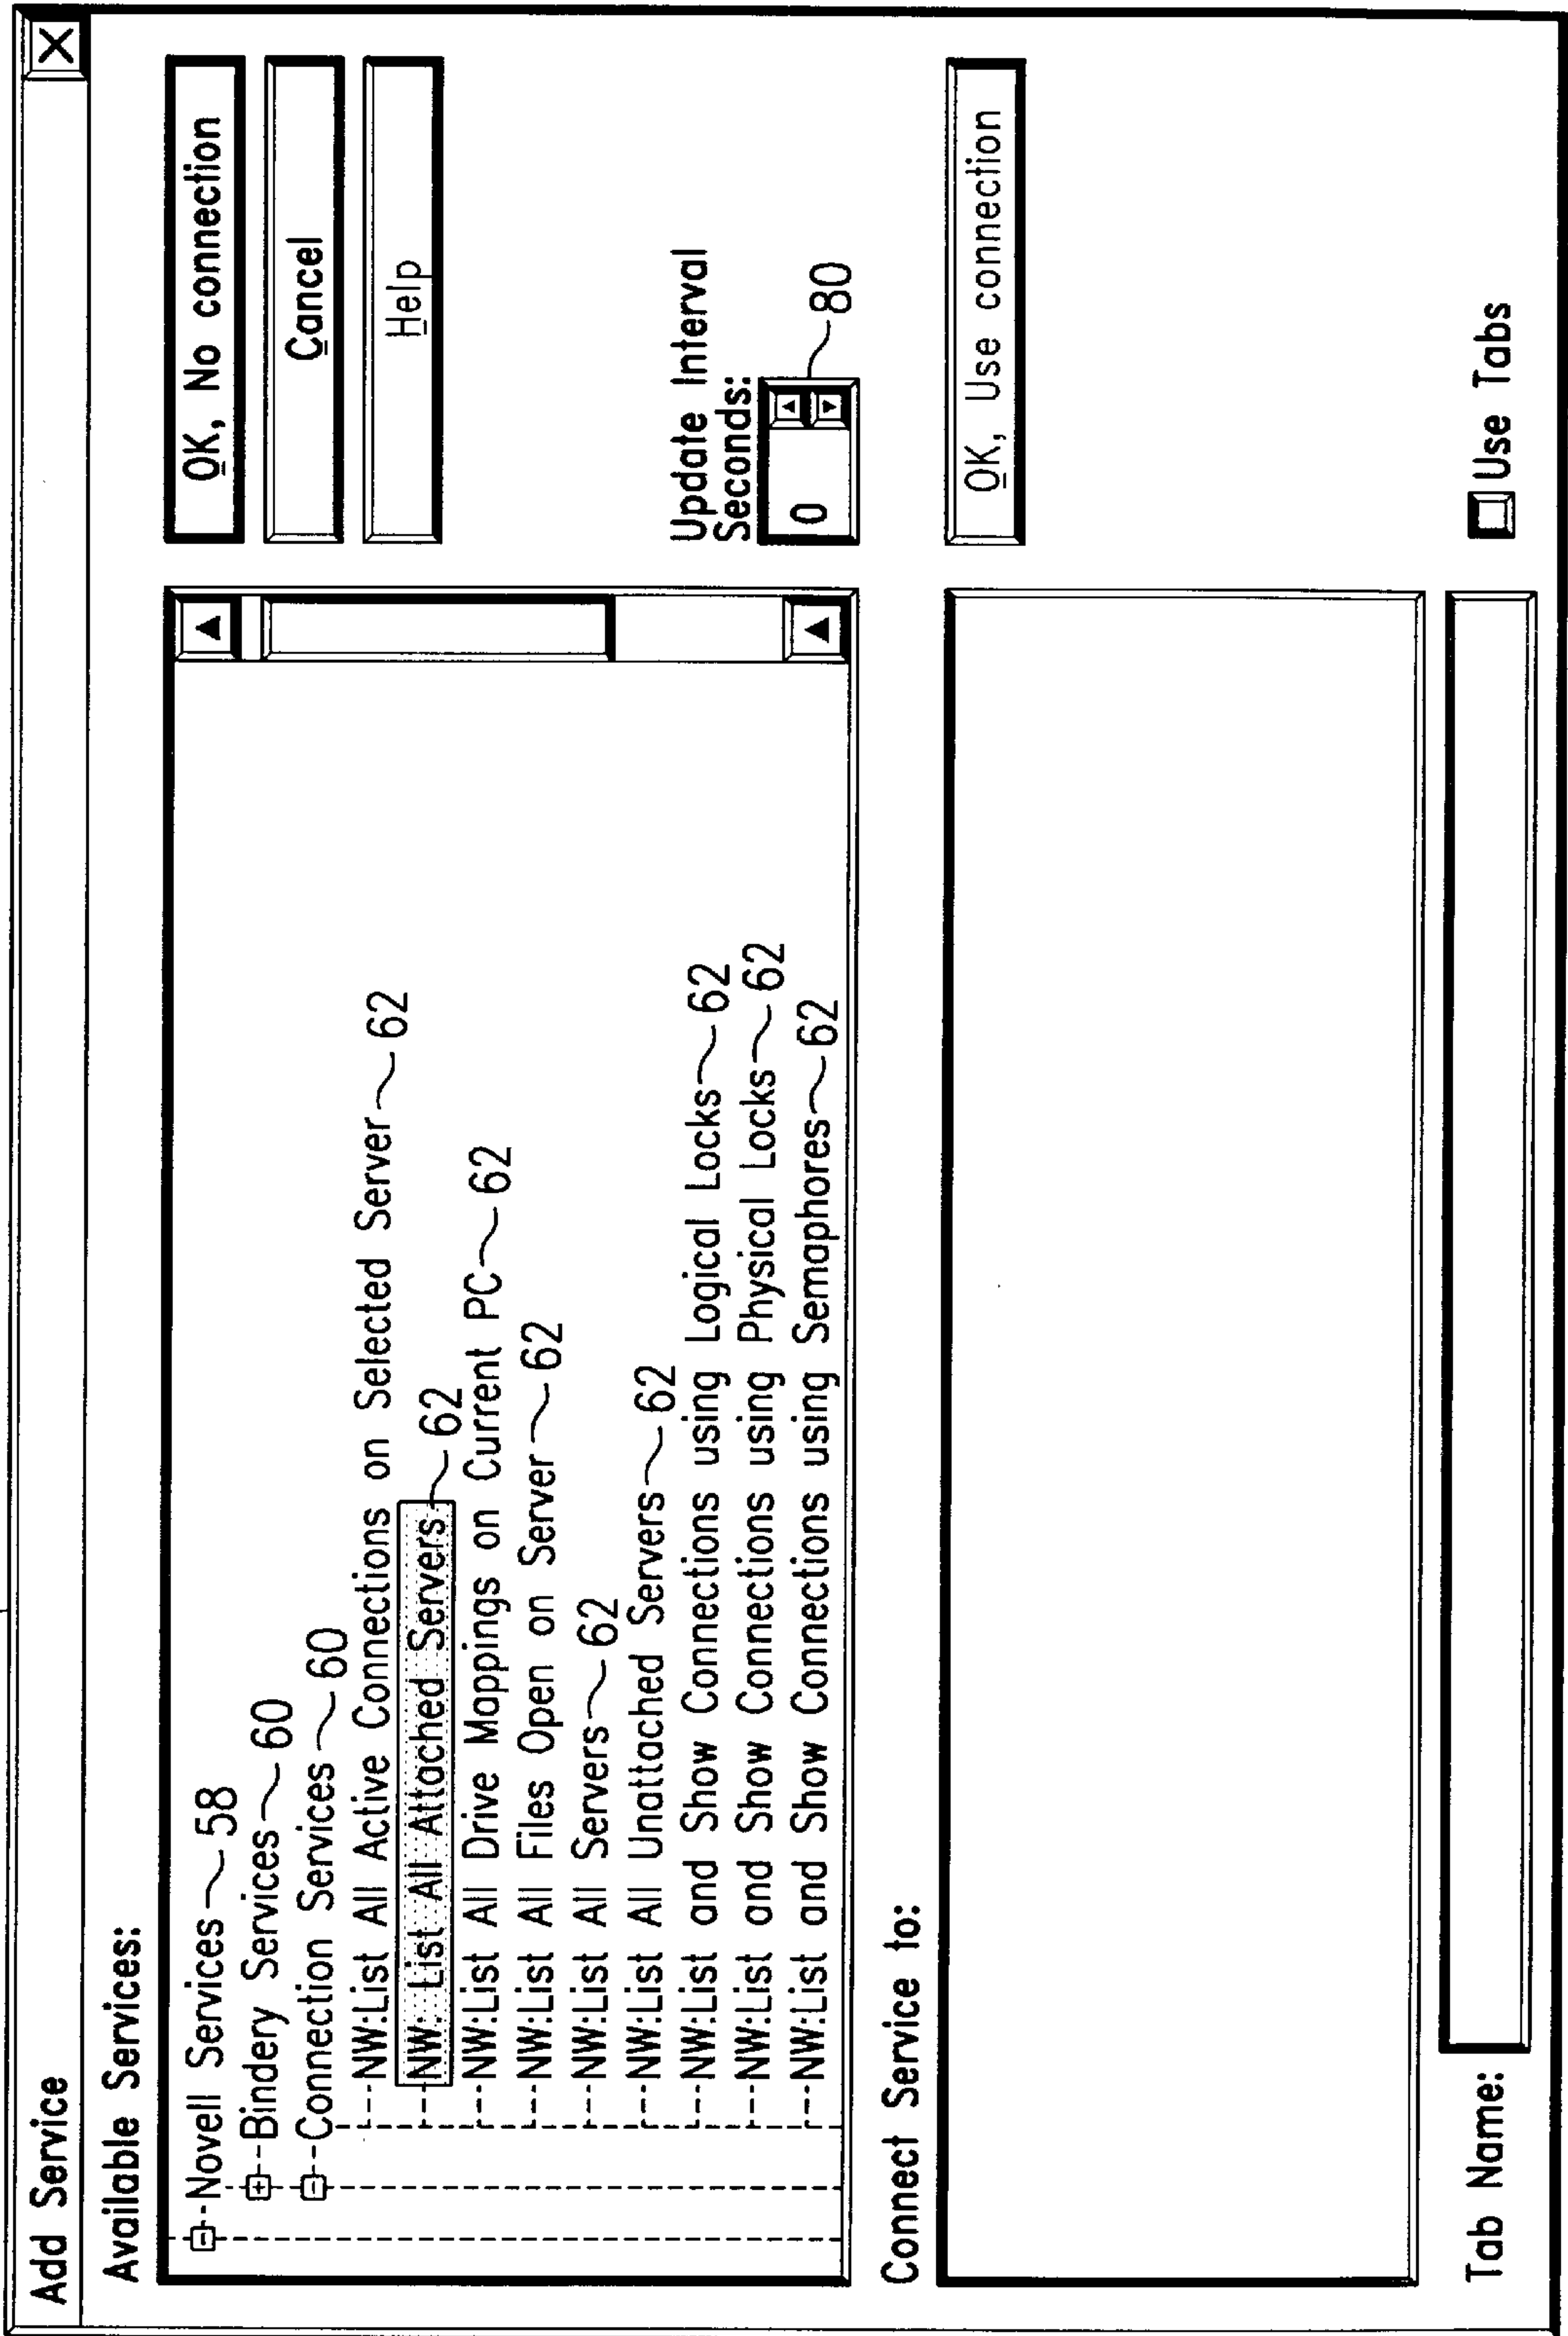 Add Service
X
Available Services:
Novell Services 58
Bindery Services 60
Connection Services 60
NW:List All Active Connections on Selected Server 62
NW: List All Attached Servers 62
NW:List All Drive Mappings on Current PC 62
NW:List All Files Open on Server 62
NW:List All Servers 62
NW:List All Unattached Servers 62
NW:List and Show Connections using Logical Locks 62
NW:List and Show Connections using Physical Locks 62
NW:List and Show Connections using Semaphores 62
OK, No connection
Cancel
Help
Update Interval
Seconds:
0
80
Connect Service to:
OK, Use connection
Tab Name:
Use Tabs